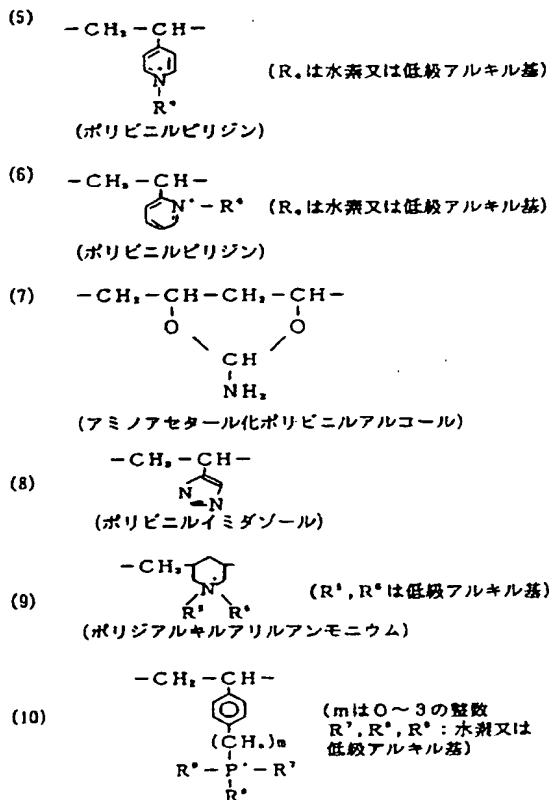 (5)
－CH₂－CH－
N⁺
R⁴
(R₄は水素又は低級アルキル基)
(ポリビニルピリジン)
(6)
－CH₂－CH－
N⁺－R⁴ (R₄は水素又は低級アルキル基)
(ポリビニルピリジン)
(7)
－CH₂－CH－CH₂－CH－
O O
CH
NH₂
(アミノアセタール化ポリビニルアルコール)
(8)
－CH₂－CH－
N
N
(ポリビニルイミダゾール)
(9)
－CH₂
N⁺
R⁵ R⁶
(R⁵,R⁶は低級アルキル基)
(ポリジアルキルアリルアンモニウム)
(10)
－CH₂－CH－
(CH₂)m
P⁺－R⁷
(mは0～3の整数
R⁷,R⁸,R⁹：水素又は
低級アルキル基)